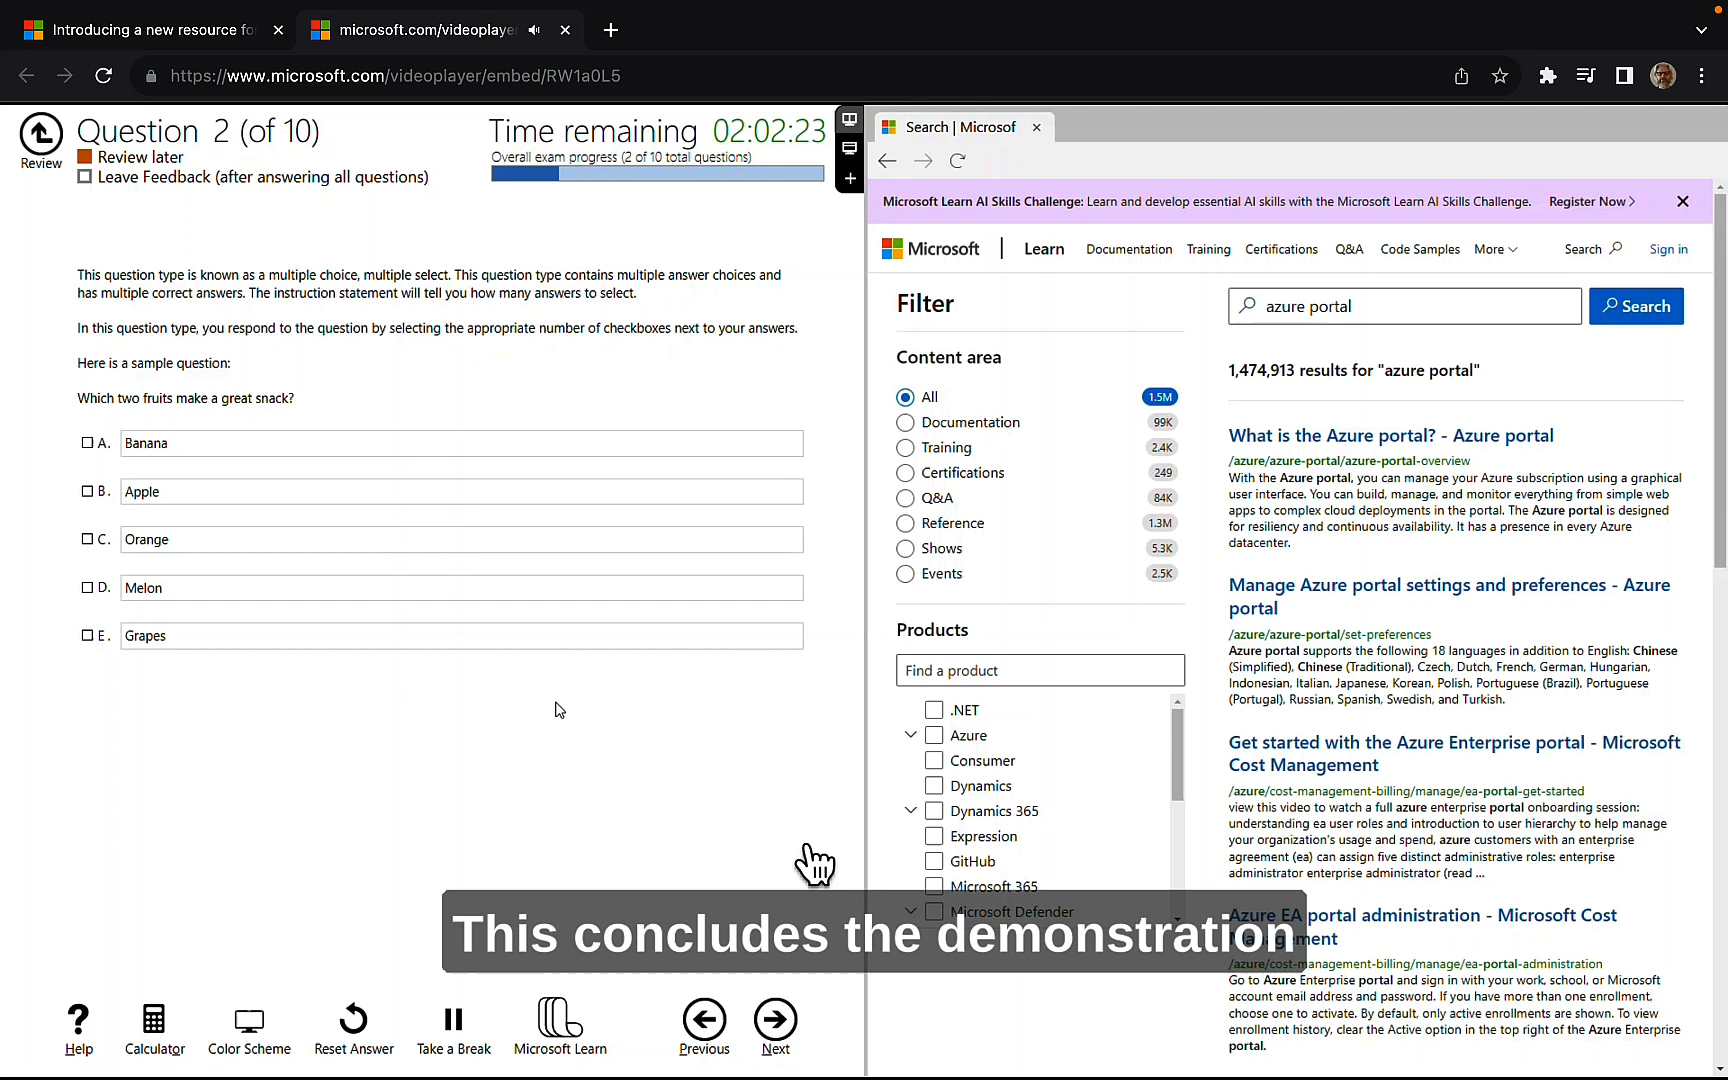 Introducing a new resource fo
microsoft.com/videoplaye
https://www.microsoft.com/videoplayer/embed/RW1a0L5
Review
Question 2 (of 10)
Review later
Leave Feedback (after answering all questions)
Time remaining 02:02:23
Overall exam progress (2 of 10 total questions)
This question type is known as a multiple choice, multiple select. This question type contains multiple answer choices and
has multiple correct answers. The instruction statement will tell you how many answers to select.
In this question type, you respond to the question by selecting the appropriate number of checkboxes next to your answers.
Here is a sample question:
Which two fruits make a great snack?
A. Banana
B. Apple
C. Orange
D. Melon
E. Grapes
Help
Calculator
Color Scheme
Reset Answer
Take a Break
Microsoft Learn
Previous
Next
Search | Microsof
Microsoft Learn AI Skills Challenge: Learn and develop essential AI skills with the Microsoft Learn AI Skills Challenge. Register Now
Microsoft Learn Documentation Training Certifications Q&A Code Samples More Search Sign in
Filter
Content area
All 1.5M
Documentation 99K
Training 2.4K
Certifications 249
Q&A 84K
Reference 1.3M
Shows 5.3K
Events 2.5K
Products
Find a product
.NET
Azure
Consumer
Dynamics
Dynamics 365
Expression
GitHub
Microsoft 365
Microsoft Defender
azure portal
Search
1,474,913 results for "azure portal"
What is the Azure portal? - Azure portal
/azure/azure-portal/azure-portal-overview
With the Azure portal, you can manage your Azure subscription using a graphical
user interface. You can build, manage, and monitor everything from simple web
apps to complex cloud deployments in the portal. The Azure portal is designed
for resiliency and continuous availability. It has a presence in every Azure
datacenter.
Manage Azure portal settings and preferences - Azure
portal
/azure/azure-portal/set-preferences
Azure portal supports the following 18 languages in addition to English: Chinese
(Simplified), Chinese (Traditional), Czech, Dutch, French, German, Hungarian,
Indonesian, Italian, Japanese, Korean, Polish, Portuguese (Brazil), Portuguese
(Portugal), Russian, Spanish, Swedish, and Turkish.
Get started with the Azure Enterprise portal - Microsoft
Cost Management
/azure/cost-management-billing/manage/ea-portal-get-started
view this video to watch a full azure enterprise portal onboarding session:
understanding ea user roles and introduction to user hierarchy to help manage
your organization's usage and spend, azure customers with an enterprise
agreement (ea) can assign five distinct administrative roles: enterprise
administrator enterprise administrator (read ...
Azure EA portal administration - Microsoft Cost
Management
/azure/cost-management-billing/manage/ea-portal-administration
Go to Azure Enterprise portal and sign in with your work, school, or Microsoft
account email address and password. If you have more than one enrollment,
choose one to activate. By default, only active enrollments are shown. To view
enrollment history, clear the Active option in the top right of the Azure Enterprise
portal.
This concludes the demonstration